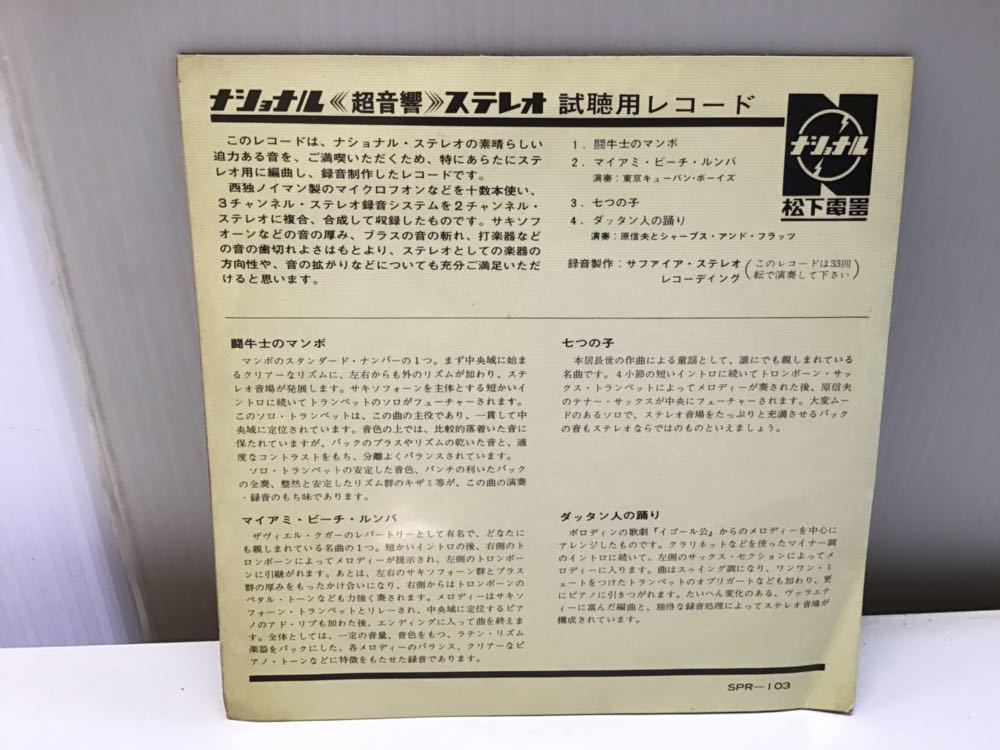 ナショナル≪超音響≫ステレオ 試聴用レコード
このレコードは、ナショナル・ステレオの素晴らしい
迫力ある音を、ご満喫いただくため、特にあらたにステ
レオ用に編曲し、録音制作したレコードです。
西独ノイマン製のマイクロフオンなどを十数本使い、
3チャンネル・ステレオ録音システムを2チャンネル・
ステレオに複合、合成して収録したものです。サキソフ
オーンなどの音の厚み、ブラスの音の斬れ、打楽器など
の音の歯切れよさはもとより、ステレオとしての楽器の
方向性や、音の拡がりなどについても充分ご満足いただ
けると思います。
1. 闘牛士のマンボ
2. マイアミ・ビーチ・ルンバ
演奏：東京キューバン・ボーイズ
3. 七つの子
4. ダッタン人の踊り
演奏：原信夫とシャープス・アンド・フラッツ
録音製作：サファイア・ステレオ
レコーディング
(このレコードは33回
転で演奏して下さい)
ナショナル
松下電器
闘牛士のマンボ
マンボのスタンダード・ナンバーの1つ。まず中央域に始ま
るクリアーなリズムに、左右からも外のリズムが加わり、ステ
レオ音場が発展します。サキソフォーンを主体とする短かいイ
ントロに続いてトランペットのソロがフューチャーされます。
このソロ・トランペットは、この曲の主役であり、一貫して中
央域に定位されています。音色の上では、比較的落着いた音に
保たれていますが、バックのブラスやリズムの乾いた音と、適
度なコントラストをもち、分離よくバランスされています。
ソロ・トランペットの安定した音色、パンチの利いたバック
の全奏、整然と安定したリズム群のキザミ等が、この曲の演奏
・録音のもち味であります。
マイアミ・ビーチ・ルンバ
ザヴィエル・クガーのレパートリーとして有名で、どなたに
も親しまれている名曲の1つ。短かいイントロの後、右側のト
ロンボーンによってメロディーが提示され、左側のトロンボー
ンに引継がれます。あとは、左右のサキソフォーン群とブラス
群の厚みをもったかけ合いになり、右側からはトロンボーンの
ペタル・トーンなども力強く奏されます。メロディーはサキソ
フォーン・トランペットとリレーされ、中央域に定位するピア
ノのアド・リブも加わた後、エンディングに入って曲を終えま
す。全体としては、一定の音量、音色をもつ、ラテン・リズム
楽器をバックにした、各メロディーのバランス、クリアーなピ
アノ・トーンなどに特徴をもたせた録音であります。
七つの子
本居長世の作曲による童謡として、誰にでも親しまれている
名曲です。4小節の短いイントロに続いてトロンボーン・サッ
クス・トランペットによってメロディーが奏された後、原信夫
のテナー・サックスが中央にフューチャーされます。大変ムー
ドのあるソロで、ステレオ音場をたっぷりと充満させるバック
の音もステレオならではのものといえましょう。
ダッタン人の踊り
ボロディンの歌劇『イゴール公』からのメロディーを中心に
アレンジしたものです。クラリネットなどを使ったマイナー調
のイントロに続いて、左側のサックス・セクションによってメ
ロディーに入ります。曲はスゥイング調になり、ワンワン・ミ
ュートをつけたトランペットのオブリガートなども加わり、更
にピアノに引きつがれます。たいへん変化のある、ヴァラエテ
ィーに富んだ編曲と、独得な録音処理によってステレオ音場が
構成されています。
SPR－103